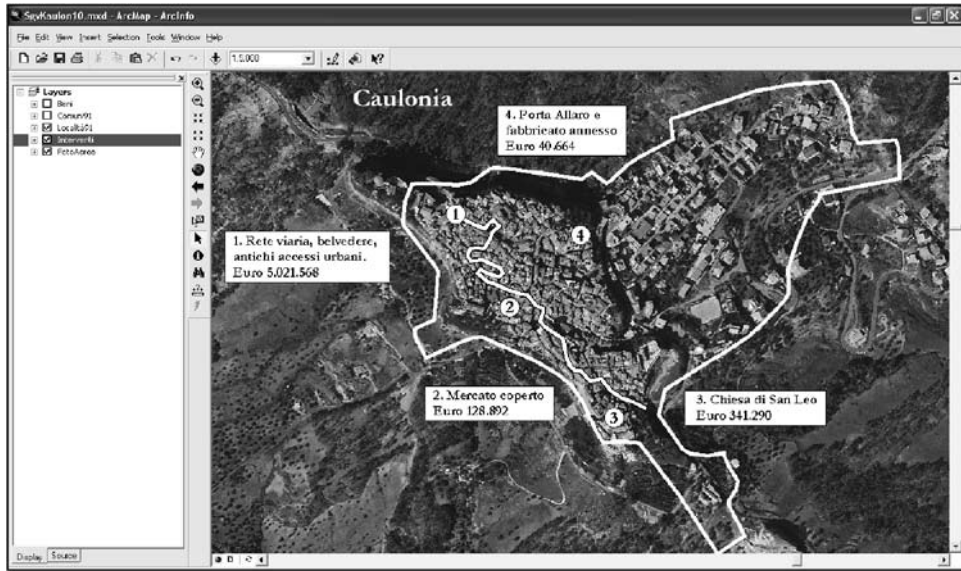 SgvKaulon10.mxd - ArcMap - ArcInfo
File Edit View Insert Selection Tools Window Help
1:5.000
Layers
Beni
Comuni91
Località91
Interventi
FotoAerea
Caulonia
4. Porta Allaro e
fabbricato annesso
Euro 40.664
1
4
1. Rete viaria, belvedere,
antichi accessi urbani.
Euro 5.021.568
2
2. Mercato coperto
Euro 128.892
3
3. Chiesa di San Leo
Euro 341.290
Display Source